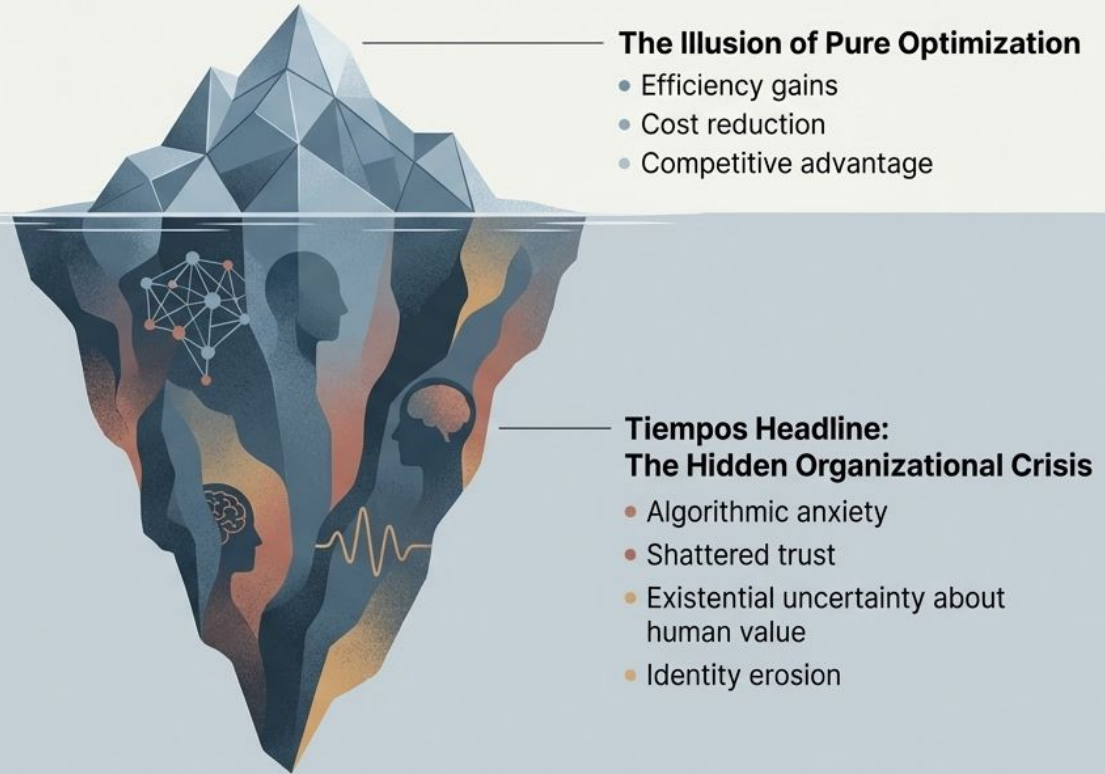 The Illusion of Pure Optimization
• Efficiency gains
• Cost reduction
• Competitive advantage
Tiempos Headline:
The Hidden Organizational Crisis
• Algorithmic anxiety
• Shattered trust
• Existential uncertainty about
human value
• Identity erosion